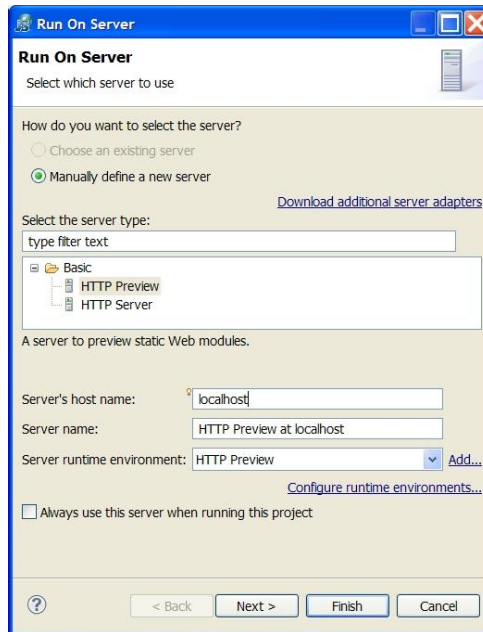 Run On Server
Run On Server
Select which server to use
How do you want to select the server?
Choose an existing server
Manually define a new server
Download additional server adapters
Select the server type:
type filter text
Basic
HTTP Preview
HTTP Server
A server to preview static Web modules.
Server's host name: localhost
Server name: HTTP Preview at localhost
Server runtime environment: HTTP Preview Add...
Configure runtime environments...
Always use this server when running this project
? < Back Next > Finish Cancel